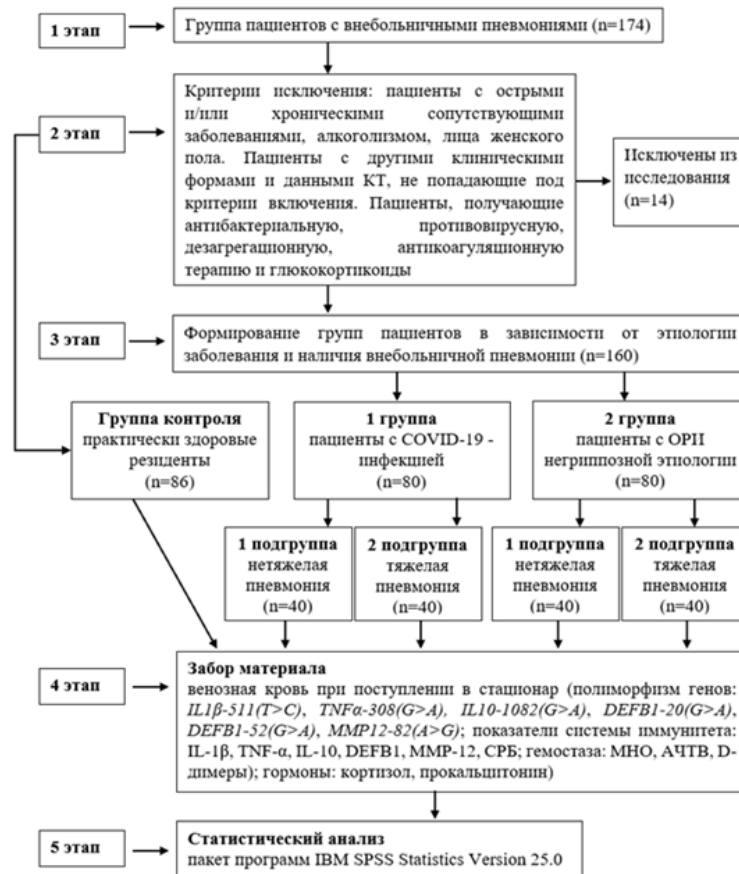 1 этап
Группа пациентов с внебольничными пневмониями (n=174)
2 этап
Критерии исключения: пациенты с острыми
и/или хроническими сопутствующими
заболеваниями, алкоголизмом, лица женского
пола. Пациенты с другими клиническими
формами и данными КТ, не попадающие под
критерии включения. Пациенты, получающие
антибактериальную, противовирусную,
дезагрегационную, антикоагуляционную
терапию и глюкокортикоиды
Исключены из
исследования
(n=14)
3 этап
Формирование групп пациентов в зависимости от этиологии
заболевания и наличия внебольничной пневмонии (n=160)
Группа контроля
практически здоровые
резиденты
(n=86)
1 группа
пациенты с COVID-19 -
инфекцией
(n=80)
2 группа
пациенты с ОРИ
негриппозной этиологии
(n=80)
1 подгруппа
нетяжелая
пневмония
(n=40)
2 подгруппа
тяжелая
пневмония
(n=40)
1 подгруппа
нетяжелая
пневмония
(n=40)
2 подгруппа
тяжелая
пневмония
(n=40)
4 этап
Забор материала
венозная кровь при поступлении в стационар (полиморфизм генов:
IL1β-511(T>C), TNFα-308(G>A), IL10-1082(G>A), DEFB1-20(G>A),
DEFB1-52(G>A), MMP12-82(A>G); показатели системы иммунитета:
IL-1β, TNF-α, IL-10, DEFB1, MMP-12, СРБ; гемостаза: МНО, АЧТВ, D-
димеры); гормоны: кортизол, прокальцитонин)
5 этап
Статистический анализ
пакет программ IBM SPSS Statistics Version 25.0